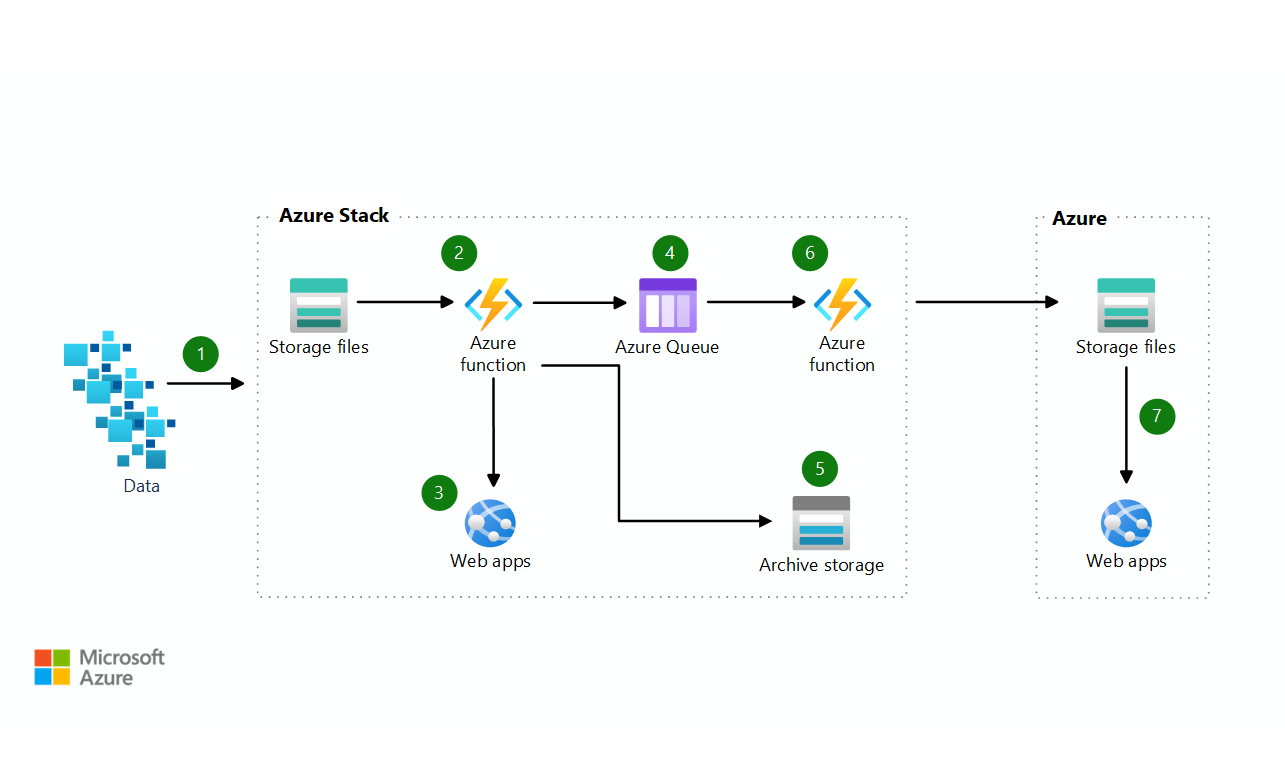 Azure Stack
Azure
2
4
6
Storage files
Azure
function
Azure Queue
Azure
function
Storage files
1
Data
7
3
5
Web apps
Archive storage
Web apps
Microsoft
Azure